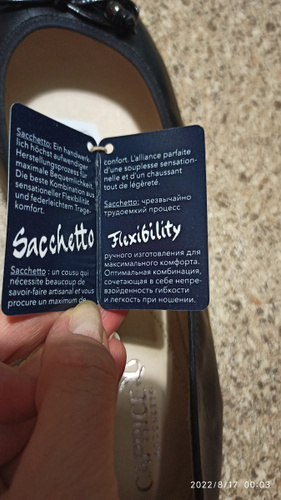 Sacchetto: Ein handwerk-
lich höchst aufwendiger
Herstellungsprozess für
maximale Bequemlichkeit.
Die beste Kombination aus
sensationeller Flexibilität
und federleichtem Trage-
komfort.
Sacchetto
Sacchetto : un cousu qui
nécessite beaucoup de
savoir-faire artisanal et vous
procure un maximum de
confort. L'alliance parfaite
d'une souplesse sensation-
nelle et d'un chaussant
tout de légèreté.
Sacchetto: чрезвычайно
трудоемкий процесс
Flexibility
ручного изготовления для
максимального комфорта.
Оптимальная комбинация,
сочетающая в себе непре-
взойденность гибкости
и легкость при ношении.
CAPRICE
2022/8/17 00:03